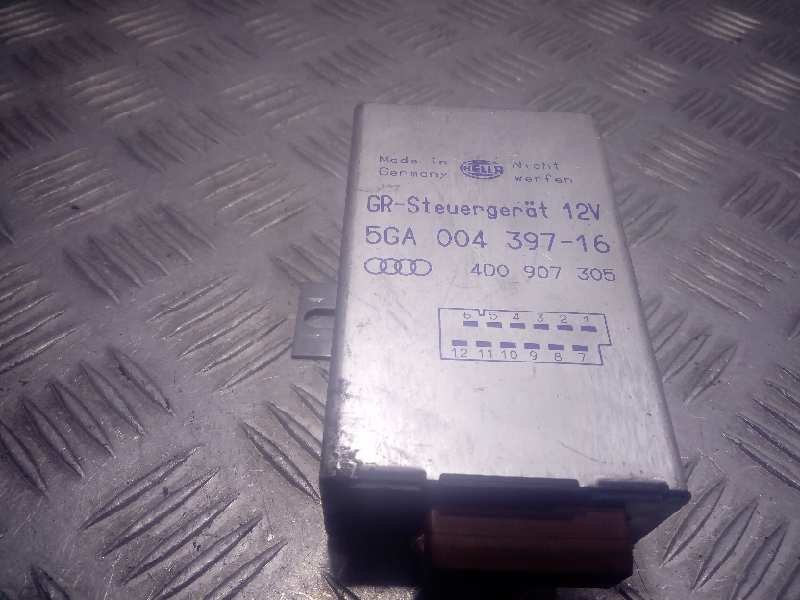 Made in HELLA Nicht
Germany werfen
GR-Steuergerät 12V
5GA 004 397-16
4D0 907 305
6 5 4 3 2 1
12 11 10 9 8 7